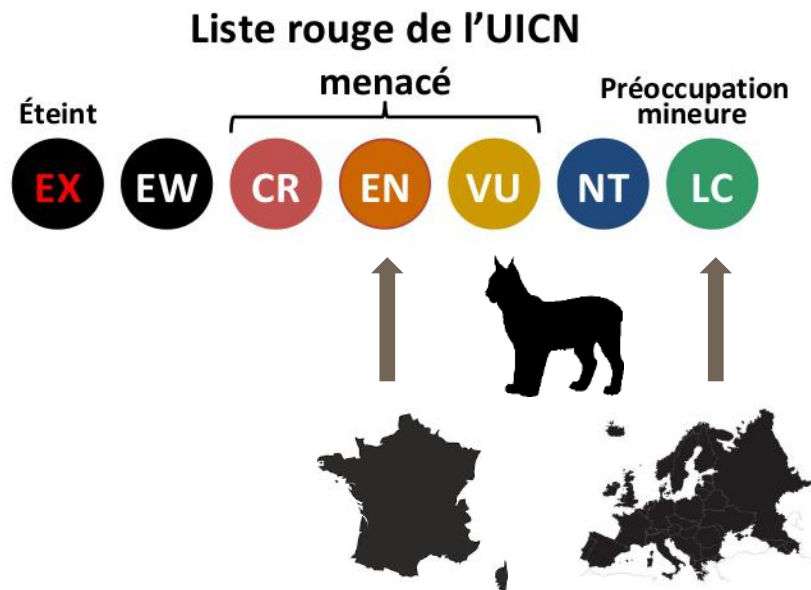 Liste rouge de l’UICN
menacé
Éteint
Préoccupation
mineure
EX EW CR EN VU NT LC